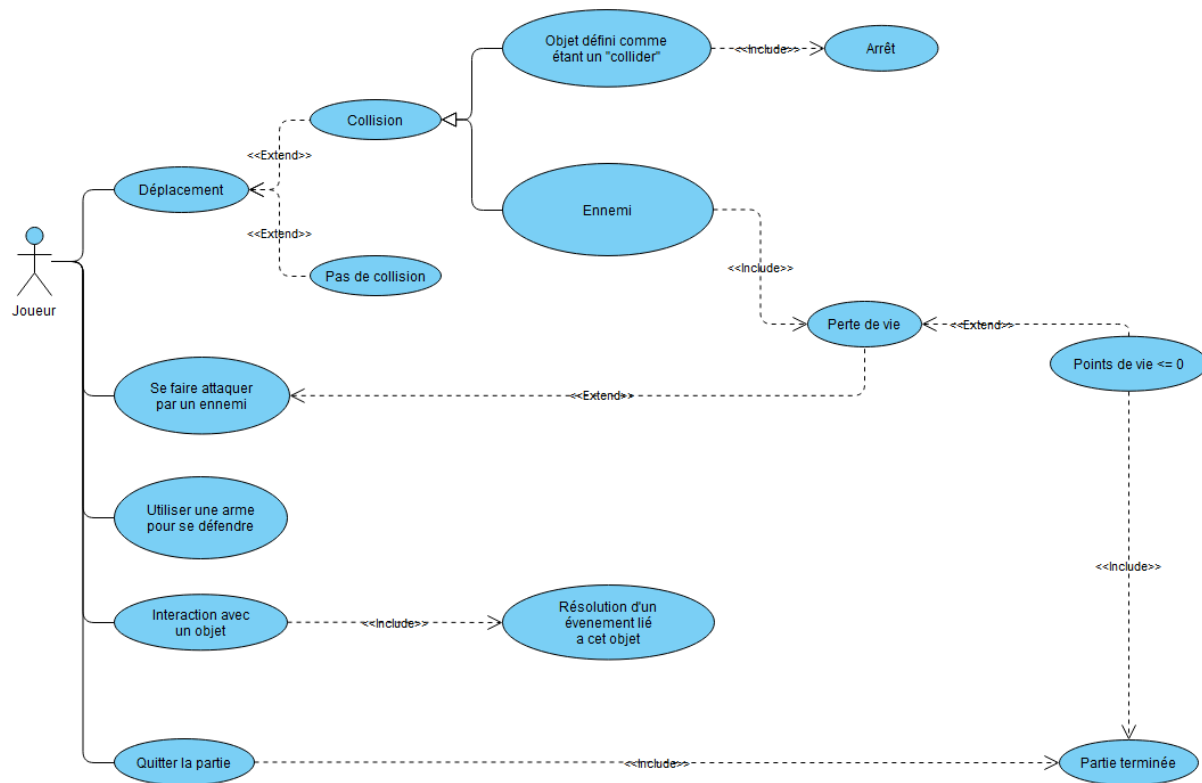 Objet défini comme
étant un "collider"
<<Include>>
Arrêt
Collision
<<Extend>>
Déplacement
Ennemi
<<Extend>>
Pas de collision
<<Include>>
Joueur
Perte de vie
<<Extend>>
Points de vie <= 0
Se faire attaquer
par un ennemi
<<Extend>>
Utiliser une arme
pour se défendre
<<Include>>
Interaction avec
un objet
<<Include>>
Résolution d'un
évenement lié
a cet objet
Quitter la partie
<<Include>>
Partie terminée